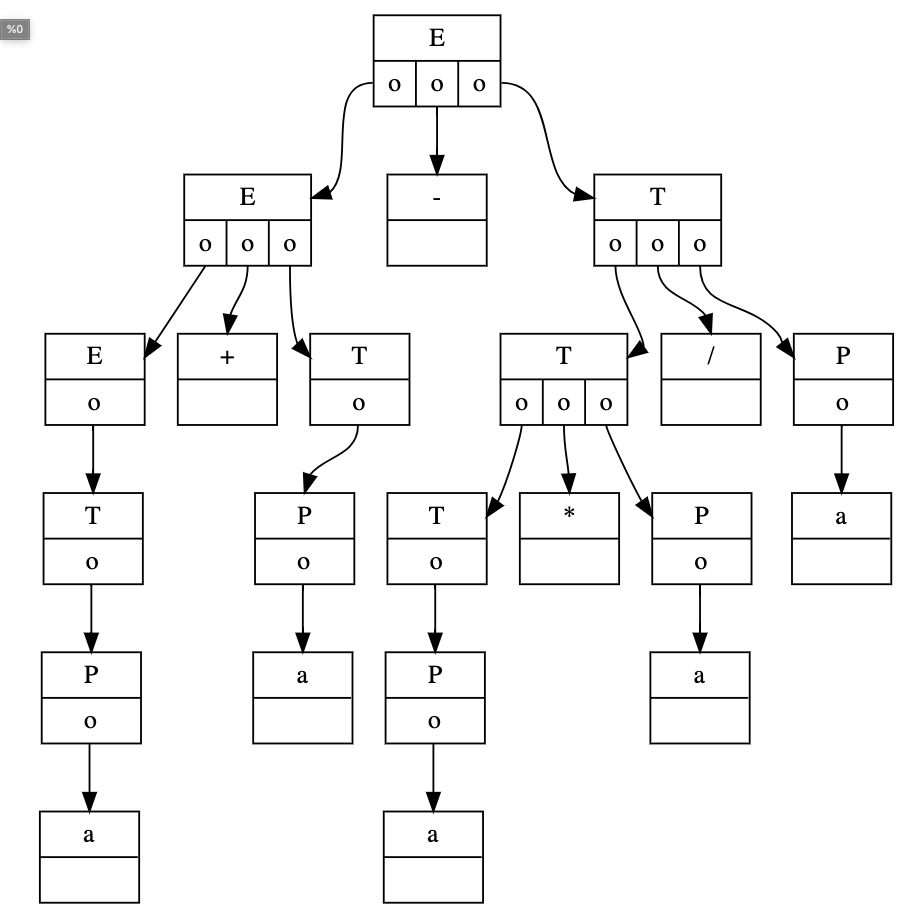 %0
E
o o o
E - T
o o o o o o
E + T T / P
o o o o o o
T P T * P a
o o o o
P a P a
o o
a a